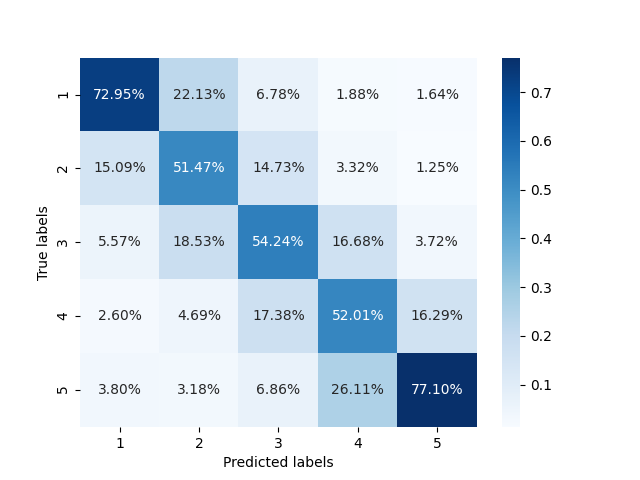 1 72.95% 22.13% 6.78% 1.88% 1.64%
2 15.09% 51.47% 14.73% 3.32% 1.25%
3 5.57% 18.53% 54.24% 16.68% 3.72%
4 2.60% 4.69% 17.38% 52.01% 16.29%
5 3.80% 3.18% 6.86% 26.11% 77.10%
1 2 3 4 5
Predicted labels
True labels
0.7
0.6
0.5
0.4
0.3
0.2
0.1